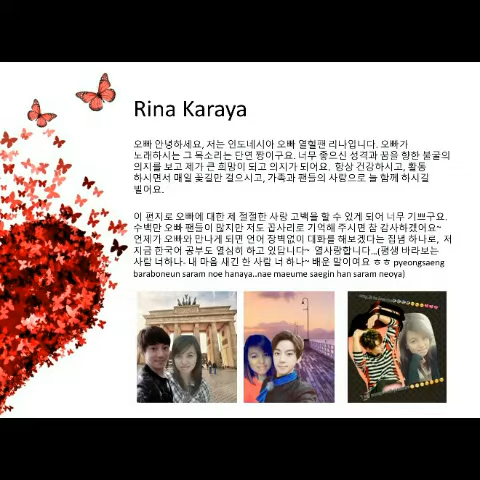 Rina Karaya
오빠 안녕하세요, 저는 인도네시아 오빠 열혈팬 리나입니다. 오빠가
노래하시는 그 목소리는 단연 짱이구요. 너무 좋으신 성격과 꿈을 향한 불굴의
의지를 보고 제가 큰 희망이 되고 의지가 되어요. 항상 건강하시고, 활동
하시면서 매일 꽃길만 걸으시고, 가족과 팬들의 사랑으로 늘 함께 하시길
빌어요.
이 편지로 오빠에 대한 제 절절한 사랑 고백을 할 수 있게 되어 너무 기쁘구요.
수백만 오빠 팬들이 많지만 저도 꼽사리로 기억해 주시면 참 감사하겠어요~
언제가 오빠와 만나게 되면 언어 장벽없이 대화를 해보겠다는 집념 하나로, 저
지금 한국어 공부도 열심히 하고 있답니다~ 열사랑합니다...(평생 바라보는
사람 너하나- 내 마음 새긴 한 사람 너 하나~ 배운 말이여요 ㅎㅎ pyeongsaeng
baraboneun saram noe hanaya..nae maeume saegin han saram neoya)